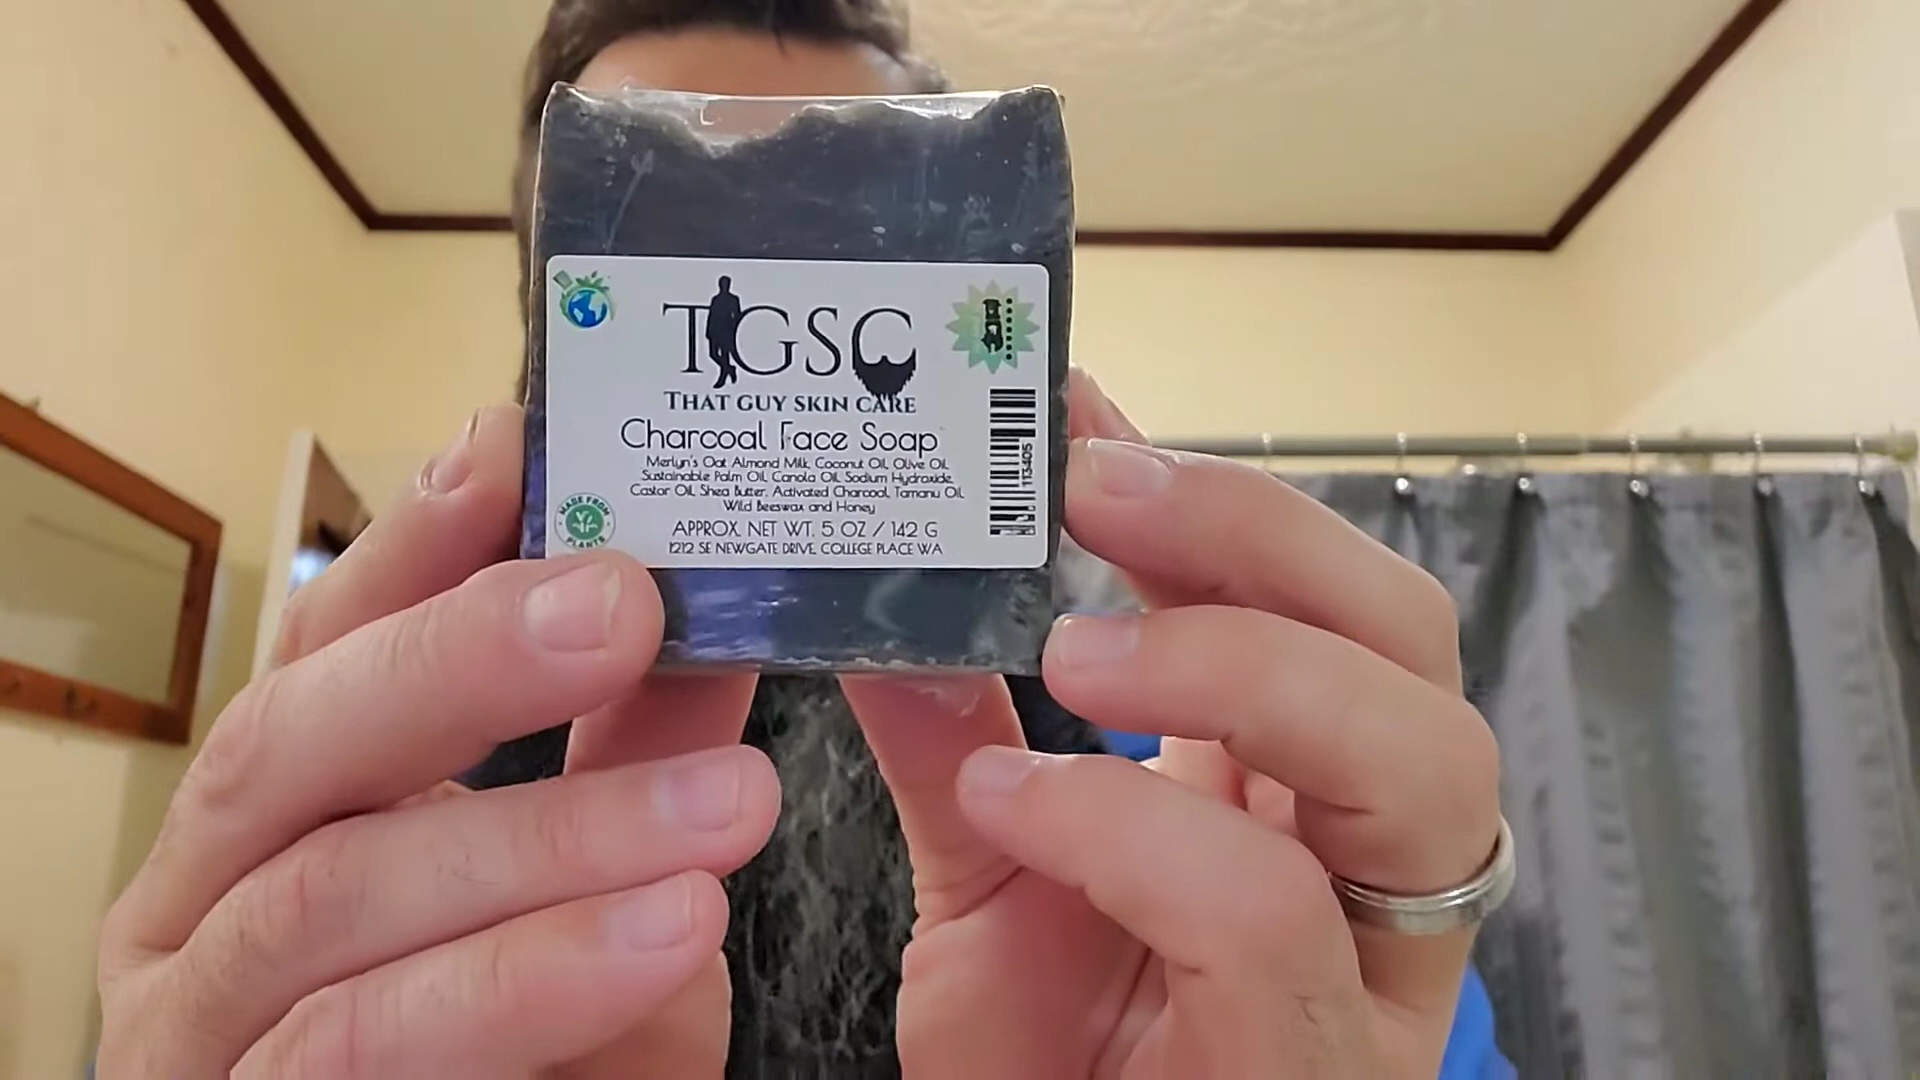 TGSC
THAT GUY SKIN CARE
Charcoal Face Soap
Merlyn's Oat Almond Milk, Coconut Oil, Olive Oil,
Sustainable Palm Oil, Canola Oil, Sodium Hydroxide,
Castor Oil, Shea Butter, Activated Charcoal, Tamanu Oil,
Wild Beeswax and Honey
APPROX. NET WT. 5 OZ / 142 G
1212 SE NEWGATE DRIVE, COLLEGE PLACE WA
MADE FROM
PLANTS
113405